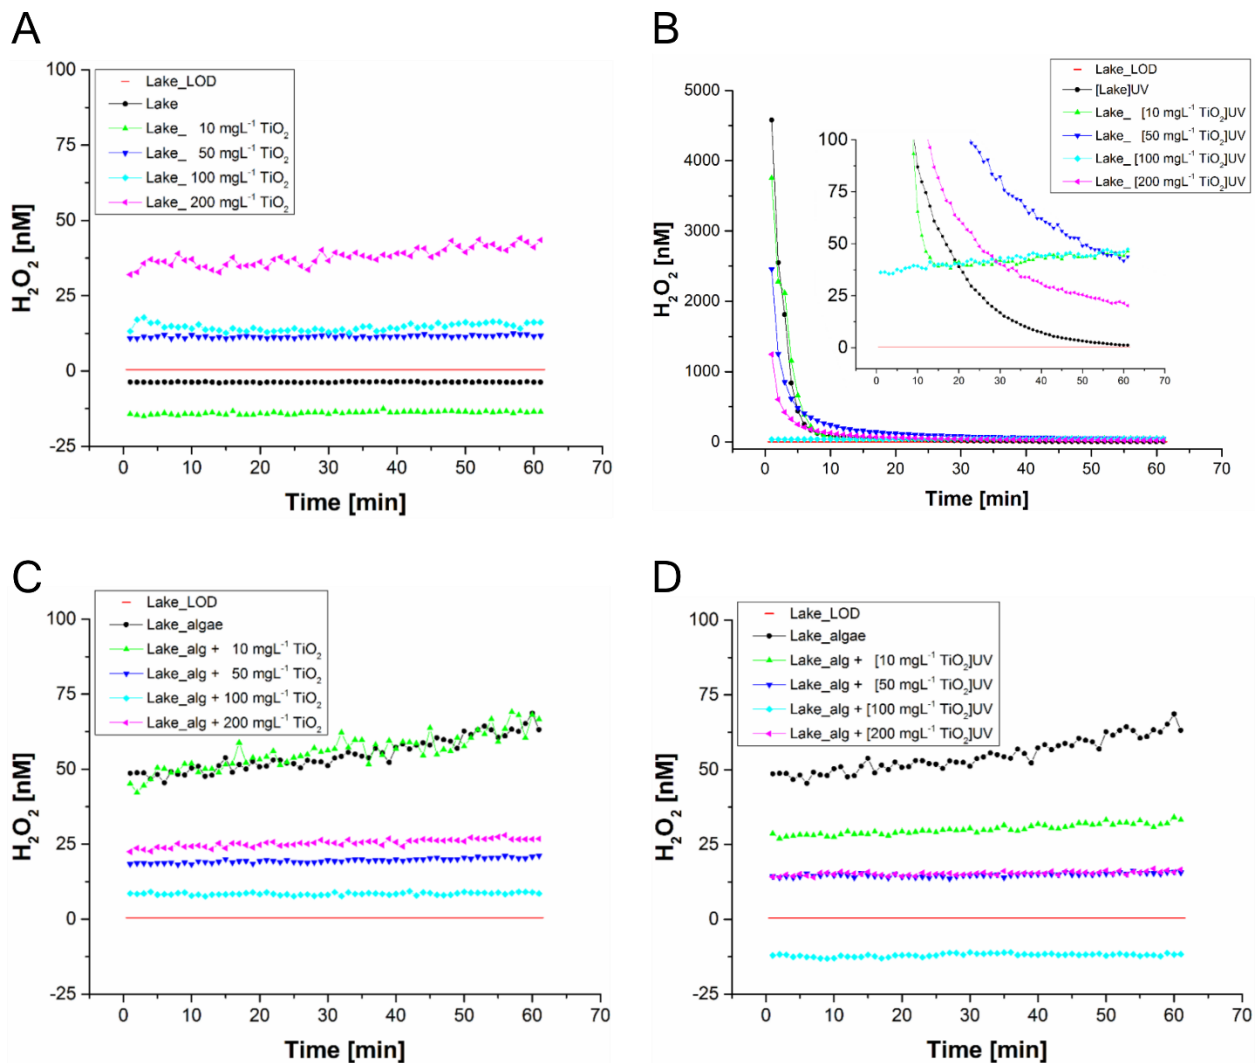 A
100
75
50
25
0
-25
H₂O₂ [nM]
Lake_LOD
Lake
Lake_ 10 mgL⁻¹ TiO₂
Lake_ 50 mgL⁻¹ TiO₂
Lake_ 100 mgL⁻¹ TiO₂
Lake_ 200 mgL⁻¹ TiO₂
0 10 20 30 40 50 60 70
Time [min]
B
5000
4000
3000
2000
1000
0
H₂O₂ [nM]
Lake_LOD
[Lake]UV
Lake_ [10 mgL⁻¹ TiO₂]UV
Lake_ [50 mgL⁻¹ TiO₂]UV
Lake_ [100 mgL⁻¹ TiO₂]UV
Lake_ [200 mgL⁻¹ TiO₂]UV
100
75
50
25
0
0 10 20 30 40 50 60 70
0 10 20 30 40 50 60 70
Time [min]
C
100
75
50
25
0
-25
H₂O₂ [nM]
Lake_LOD
Lake_algae
Lake_alg + 10 mgL⁻¹ TiO₂
Lake_alg + 50 mgL⁻¹ TiO₂
Lake_alg + 100 mgL⁻¹ TiO₂
Lake_alg + 200 mgL⁻¹ TiO₂
0 10 20 30 40 50 60 70
Time [min]
D
100
75
50
25
0
-25
H₂O₂ [nM]
Lake_LOD
Lake_algae
Lake_alg + [10 mgL⁻¹ TiO₂]UV
Lake_alg + [50 mgL⁻¹ TiO₂]UV
Lake_alg + [100 mgL⁻¹ TiO₂]UV
Lake_alg + [200 mgL⁻¹ TiO₂]UV
0 10 20 30 40 50 60 70
Time [min]